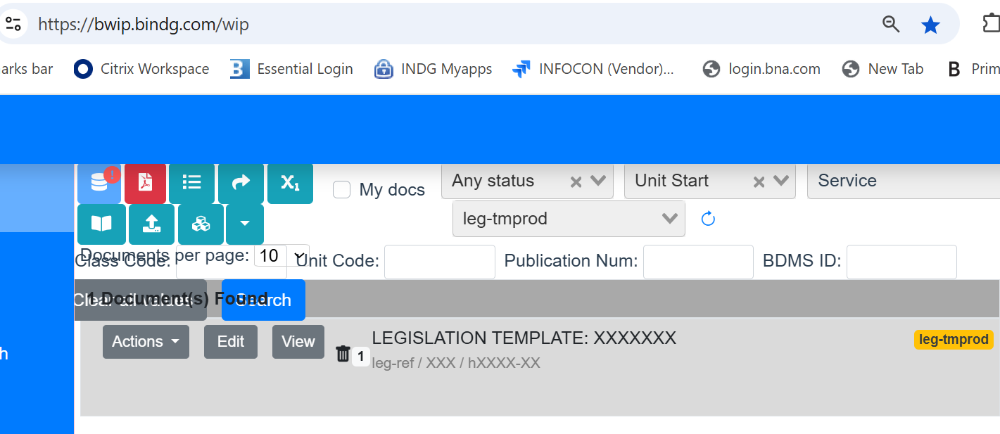 https://bwip.bindg.com/wip
arks bar Citrix Workspace Essential Login INDG Myapps INFOCON (Vendor)... login.bna.com New Tab B Prim
! X1 My docs Any status Unit Start Service
leg-tmprod
Documents per page: 10
Class Code: Unit Code: Publication Num: BDMS ID:
1 Document(s) Found
Clear all values Search
Actions Edit View 1 LEGISLATION TEMPLATE: XXXXXXX leg-tmprod
leg-ref / XXX / hXXXX-XX
h